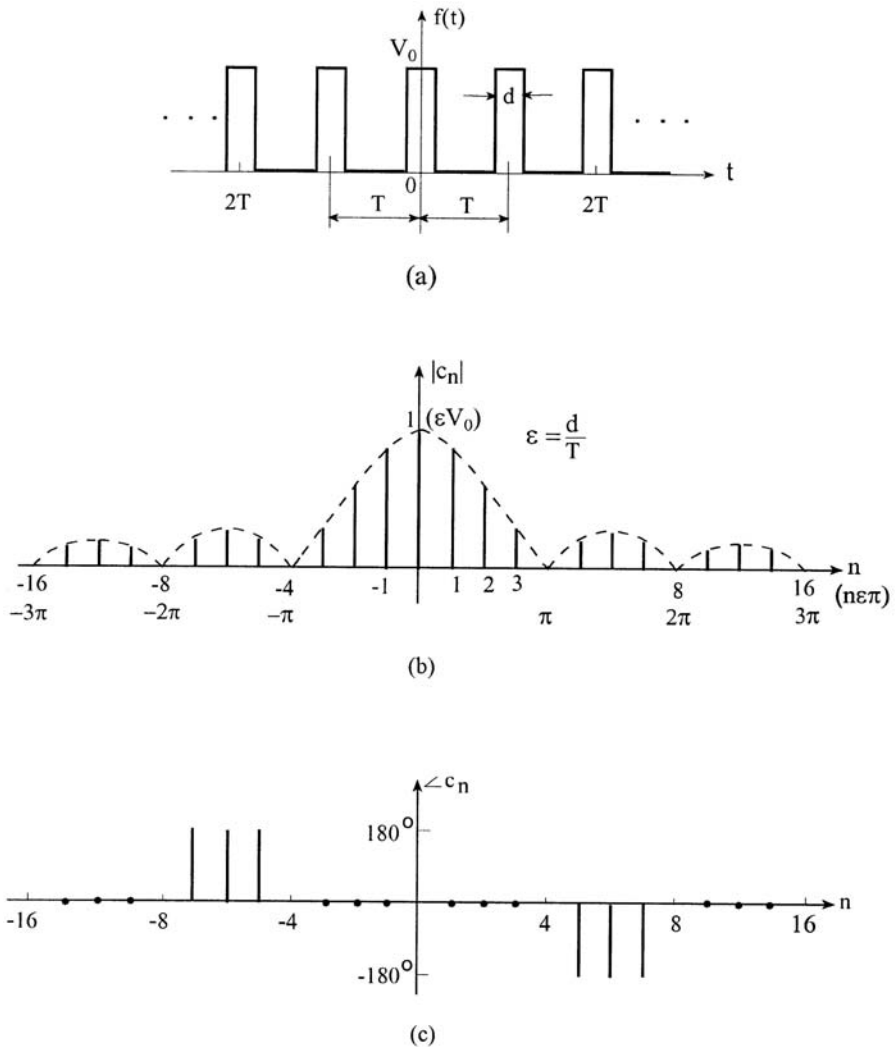 f(t)
V₀
d
. . .
. . .
t
0
2T
T
T
2T
(a)
|cₙ|
1 (εV₀)
ε = d/T
-16 -8 -4 -1 1 2 3 8 16 n
−3π −2π −π π 2π 3π (nεπ)
(b)
∠cₙ
180°
-16 -8 -4 4 8 16 n
-180°
(c)